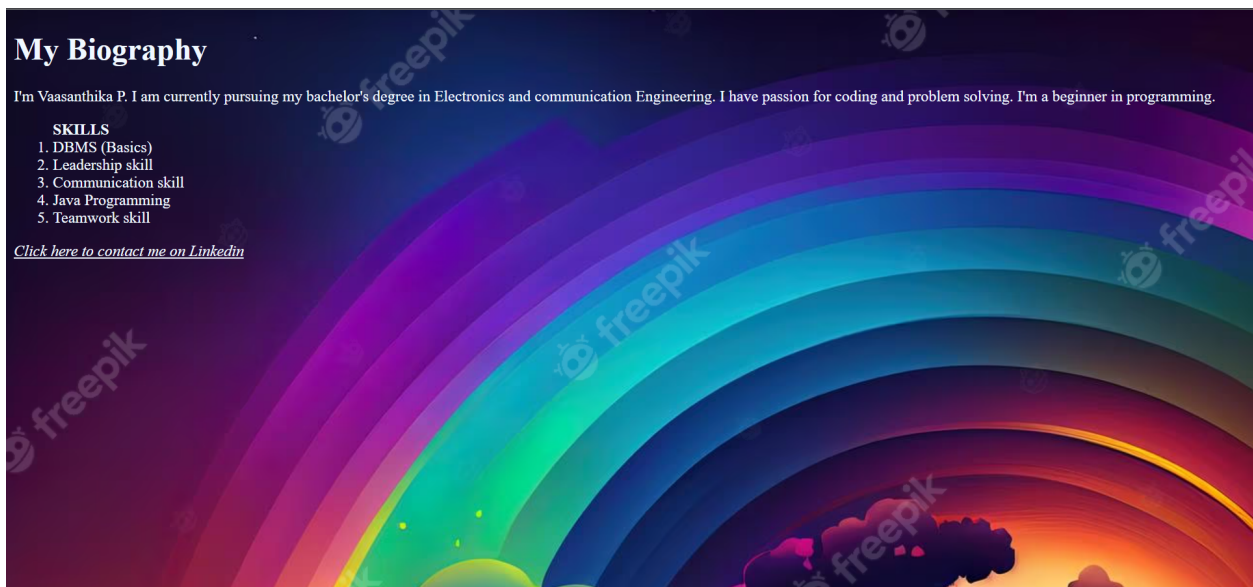 My Biography
I'm Vaasanthika P. I am currently pursuing my bachelor's degree in Electronics and communication Engineering. I have passion for coding and problem solving. I'm a beginner in programming.
SKILLS
1. DBMS (Basics)
2. Leadership skill
3. Communication skill
4. Java Programming
5. Teamwork skill
Click here to contact me on Linkedin
freepik
freepik
freepik
freepik
freepik
freepik